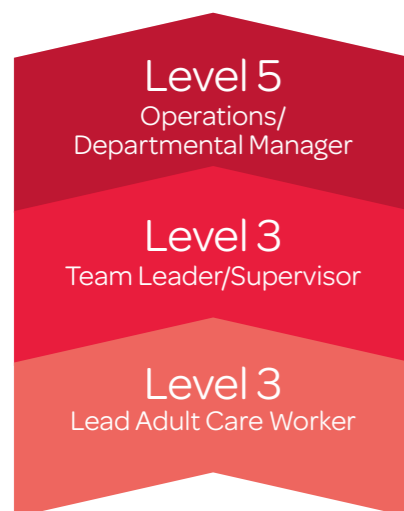 Level 5
Operations/
Departmental Manager
Level 3
Team Leader/Supervisor
Level 3
Lead Adult Care Worker